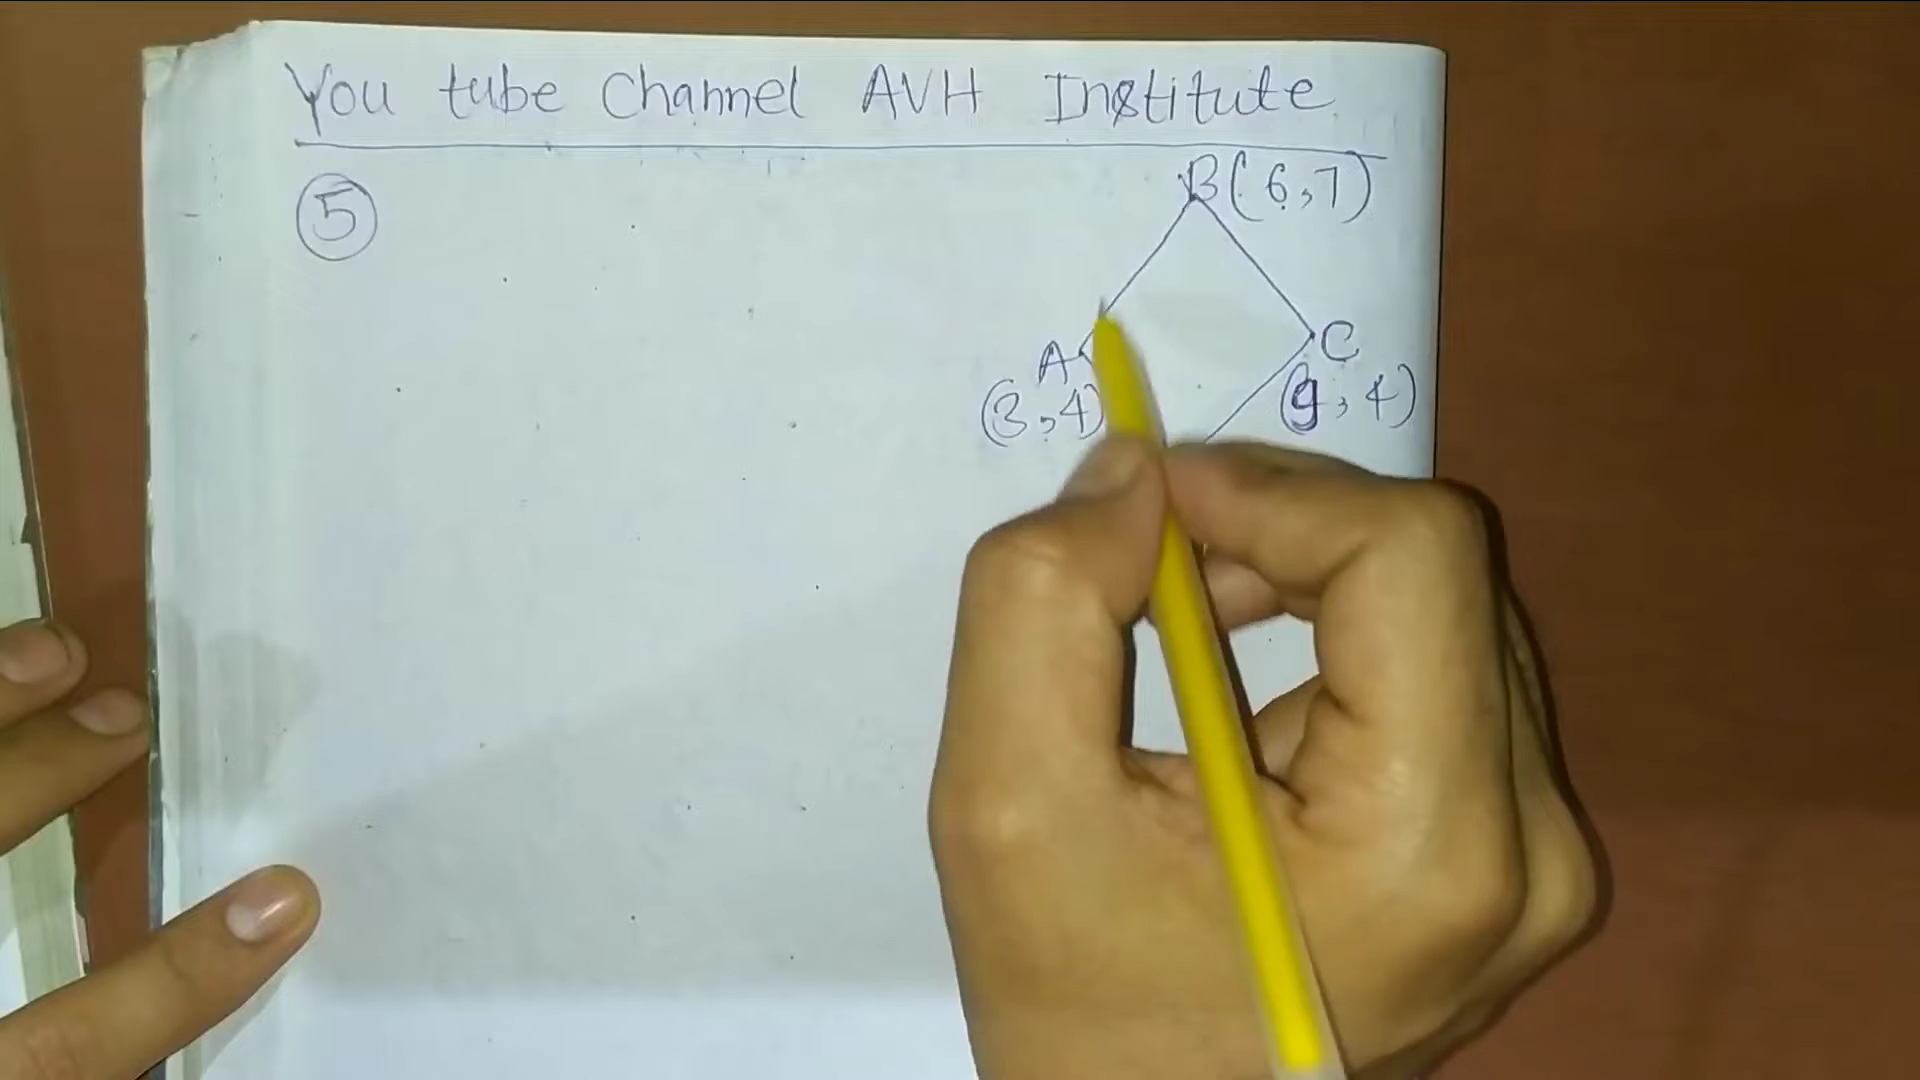 You tube Channel AVH Institute
5
B(6,7)
A
C
(3,4)
(9,4)